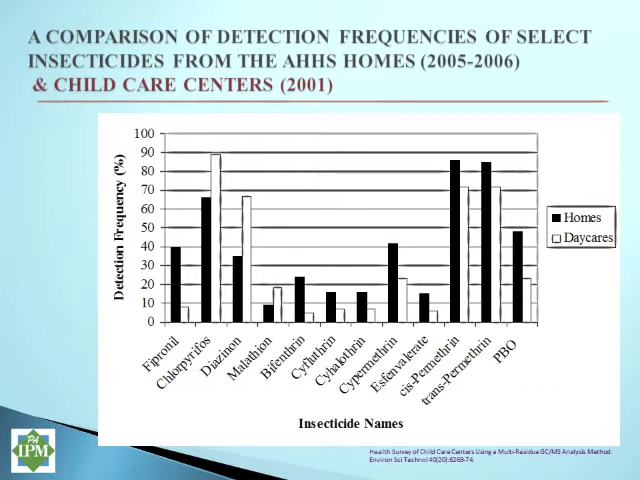 A COMPARISON OF DETECTION FREQUENCIES OF SELECT
INSECTICIDES FROM THE AHHS HOMES (2005-2006)
& CHILD CARE CENTERS (2001)
100
90
80
70
60
50
40
30
20
10
0
Detection Frequency (%)
Homes
Daycares
Fipronil
Chlorpyrifos
Diazinon
Malathion
Bifenthrin
Cyfluthrin
Cyhalothrin
Cypermethrin
Esfenvalerate
cis-Permethrin
trans-Permethrin
PBO
Insecticide Names
PA
IPM
Health Survey of Child Care Centers Using a Multi-Residue GC/MS Analysis Method.
Environ Sci Technol 40(20):6269-74.